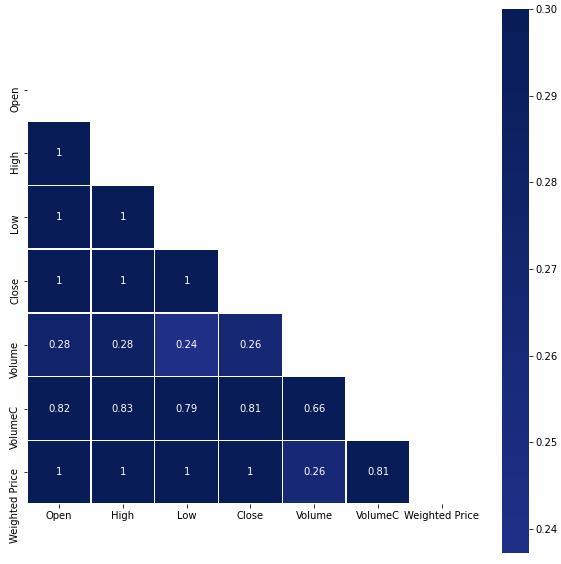 0.30
0.29
0.28
0.27
0.26
0.25
0.24
Open
High 1
Low 1 1
Close 1 1 1
Volume 0.28 0.28 0.24 0.26
VolumeC 0.82 0.83 0.79 0.81 0.66
Weighted Price 1 1 1 1 0.26 0.81
Open High Low Close Volume VolumeC Weighted Price